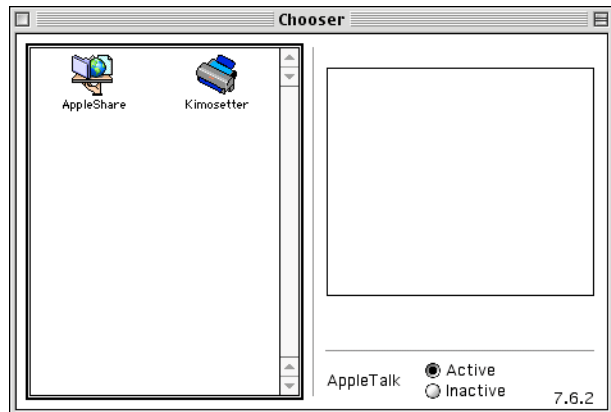 Chooser
AppleShare
Kimosetter
AppleTalk
Active
Inactive
7.6.2